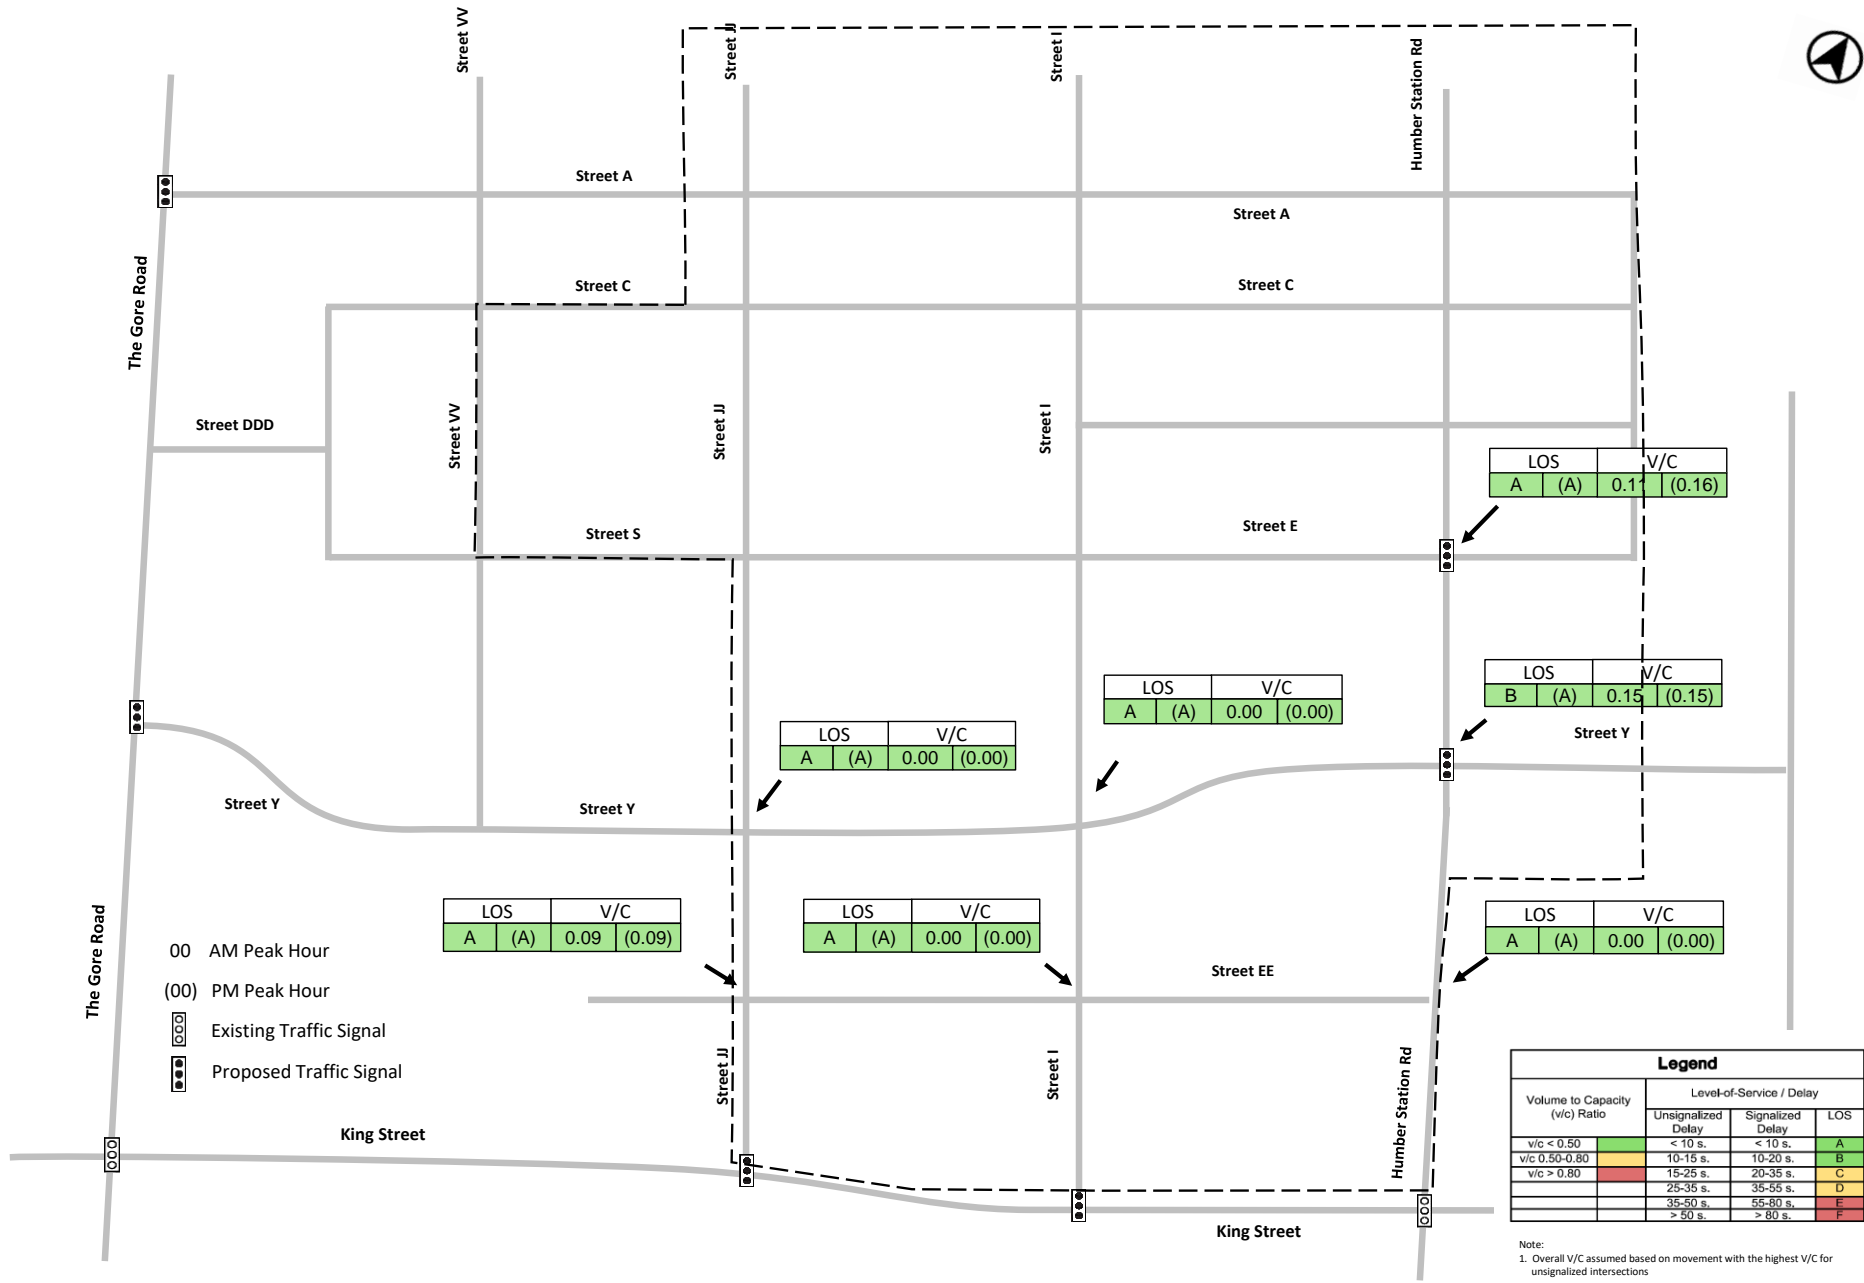 Street VV
Street JJ
Street I
Humber Station Rd
Street A
Street A
The Gore Road
Street C
Street C
Street DDD
Street VV
Street JJ
Street I
LOS V/C
A (A) 0.11 (0.16)
Street S
Street E
LOS V/C
B (A) 0.15 (0.15)
LOS V/C
A (A) 0.00 (0.00)
LOS V/C
A (A) 0.00 (0.00)
Street Y
Street Y
Street Y
LOS V/C
A (A) 0.09 (0.09)
LOS V/C
A (A) 0.00 (0.00)
LOS V/C
A (A) 0.00 (0.00)
The Gore Road
Street EE
00 AM Peak Hour
(00) PM Peak Hour
Existing Traffic Signal
Proposed Traffic Signal
Street JJ
Street I
Humber Station Rd
King Street
King Street
Legend
Volume to Capacity
(v/c) Ratio
Level-of-Service / Delay
Unsignalized
Delay
Signalized
Delay
LOS
v/c < 0.50 < 10 s. < 10 s. A
v/c 0.50-0.80 10-15 s. 10-20 s. B
v/c > 0.80 15-25 s. 20-35 s. C
25-35 s. 35-55 s. D
35-50 s. 55-80 s. E
> 50 s. > 80 s. F
Note:
1. Overall V/C assumed based on movement with the highest V/C for
unsignalized intersections